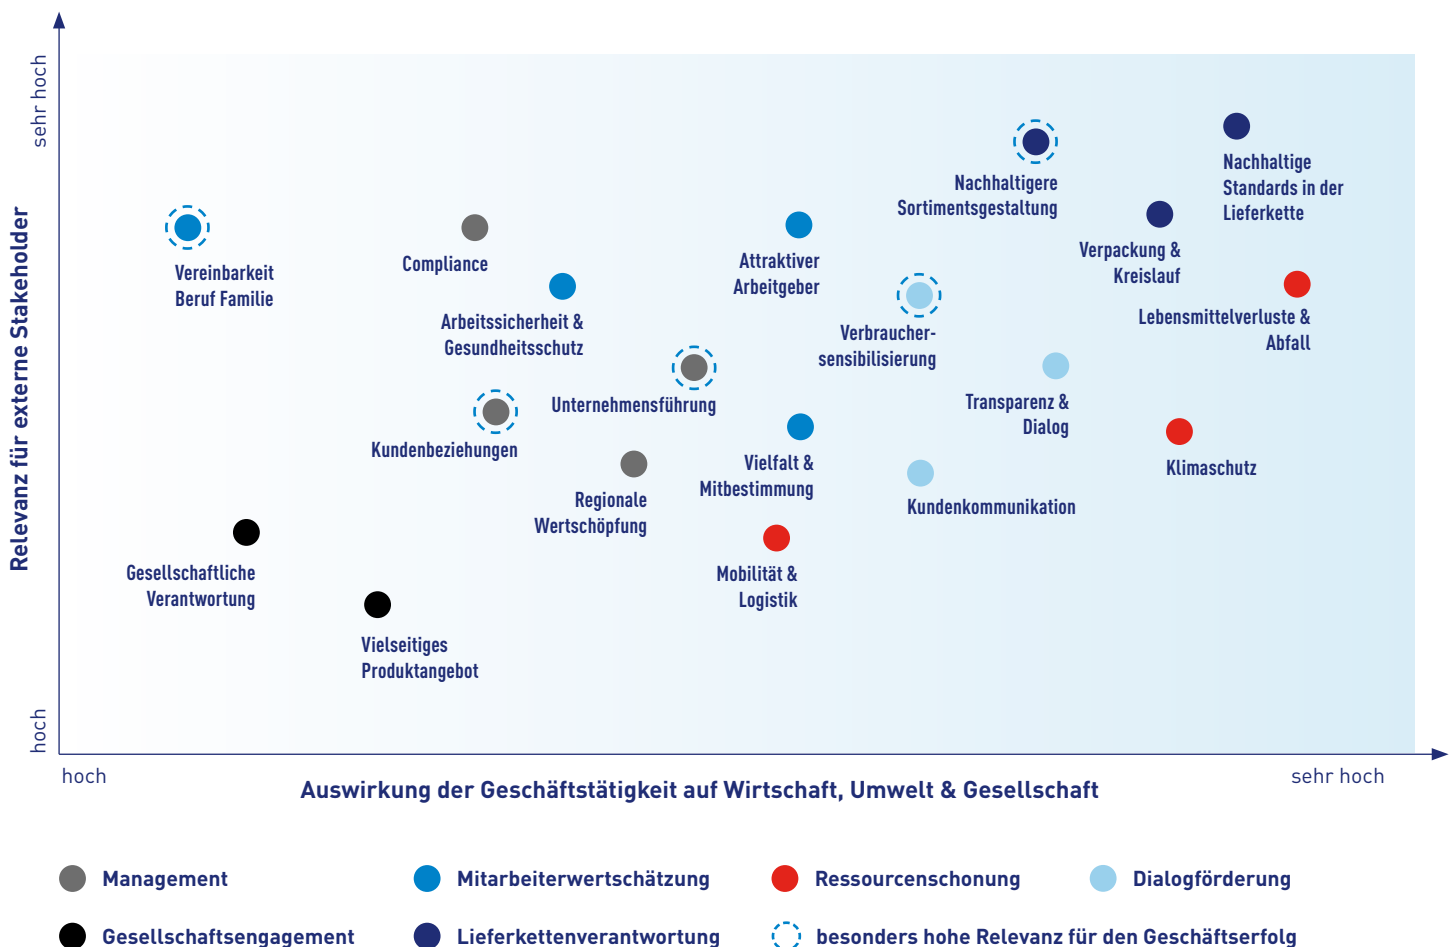 sehr hoch
Relevanz für externe Stakeholder
hoch
Nachhaltige
Standards in der
Lieferkette
Nachhaltigere
Sortimentsgestaltung
Verpackung &
Kreislauf
Vereinbarkeit
Beruf Familie
Compliance
Attraktiver
Arbeitgeber
Arbeitssicherheit &
Gesundheitsschutz
Verbraucher-
sensibilisierung
Lebensmittelverluste &
Abfall
Unternehmensführung
Transparenz &
Dialog
Kundenbeziehungen
Vielfalt &
Mitbestimmung
Klimaschutz
Regionale
Wertschöpfung
Kundenkommunikation
Gesellschaftliche
Verantwortung
Mobilität &
Logistik
Vielseitiges
Produktangebot
hoch
sehr hoch
Auswirkung der Geschäftstätigkeit auf Wirtschaft, Umwelt & Gesellschaft
Management
Mitarbeiterwertschätzung
Ressourcenschonung
Dialogförderung
Gesellschaftsengagement
Lieferkettenverantwortung
besonders hohe Relevanz für den Geschäftserfolg